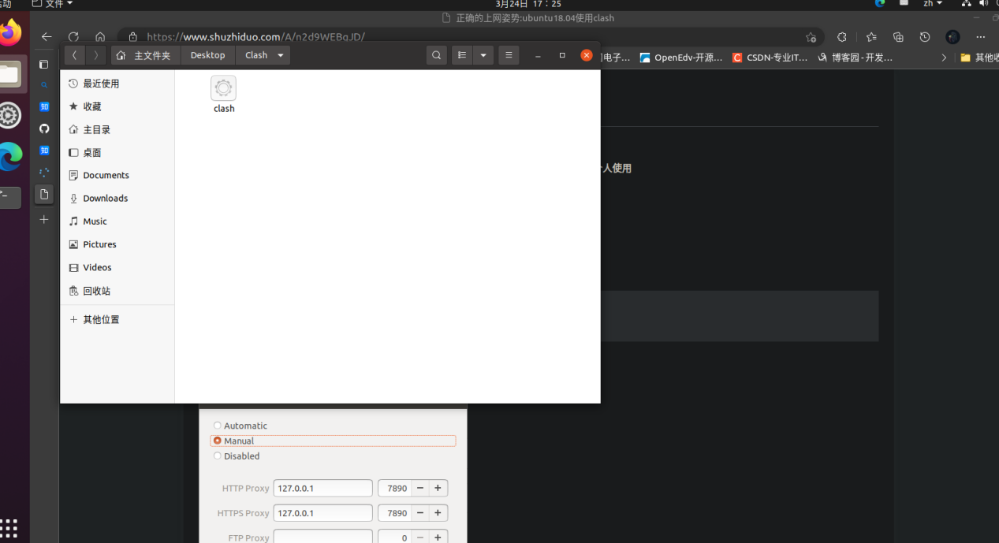 动 文件 3月24日 17：25 zh
正确的上网姿势:ubuntu18.04使用clash
https://www.shuzhiduo.com/A/n2d9WEBqJD/
主文件夹 Desktop Clash
电子... OpenEdv-开源... CSDN-专业IT... 博客园 - 开发... 其他收
最近使用
收藏
主目录
桌面
Documents
Downloads
Music
Pictures
Videos
回收站
其他位置
clash
知
知
人使用
Automatic
Manual
Disabled
HTTP Proxy 127.0.0.1 7890 − +
HTTPS Proxy 127.0.0.1 7890 − +
FTP Proxy 0 − +